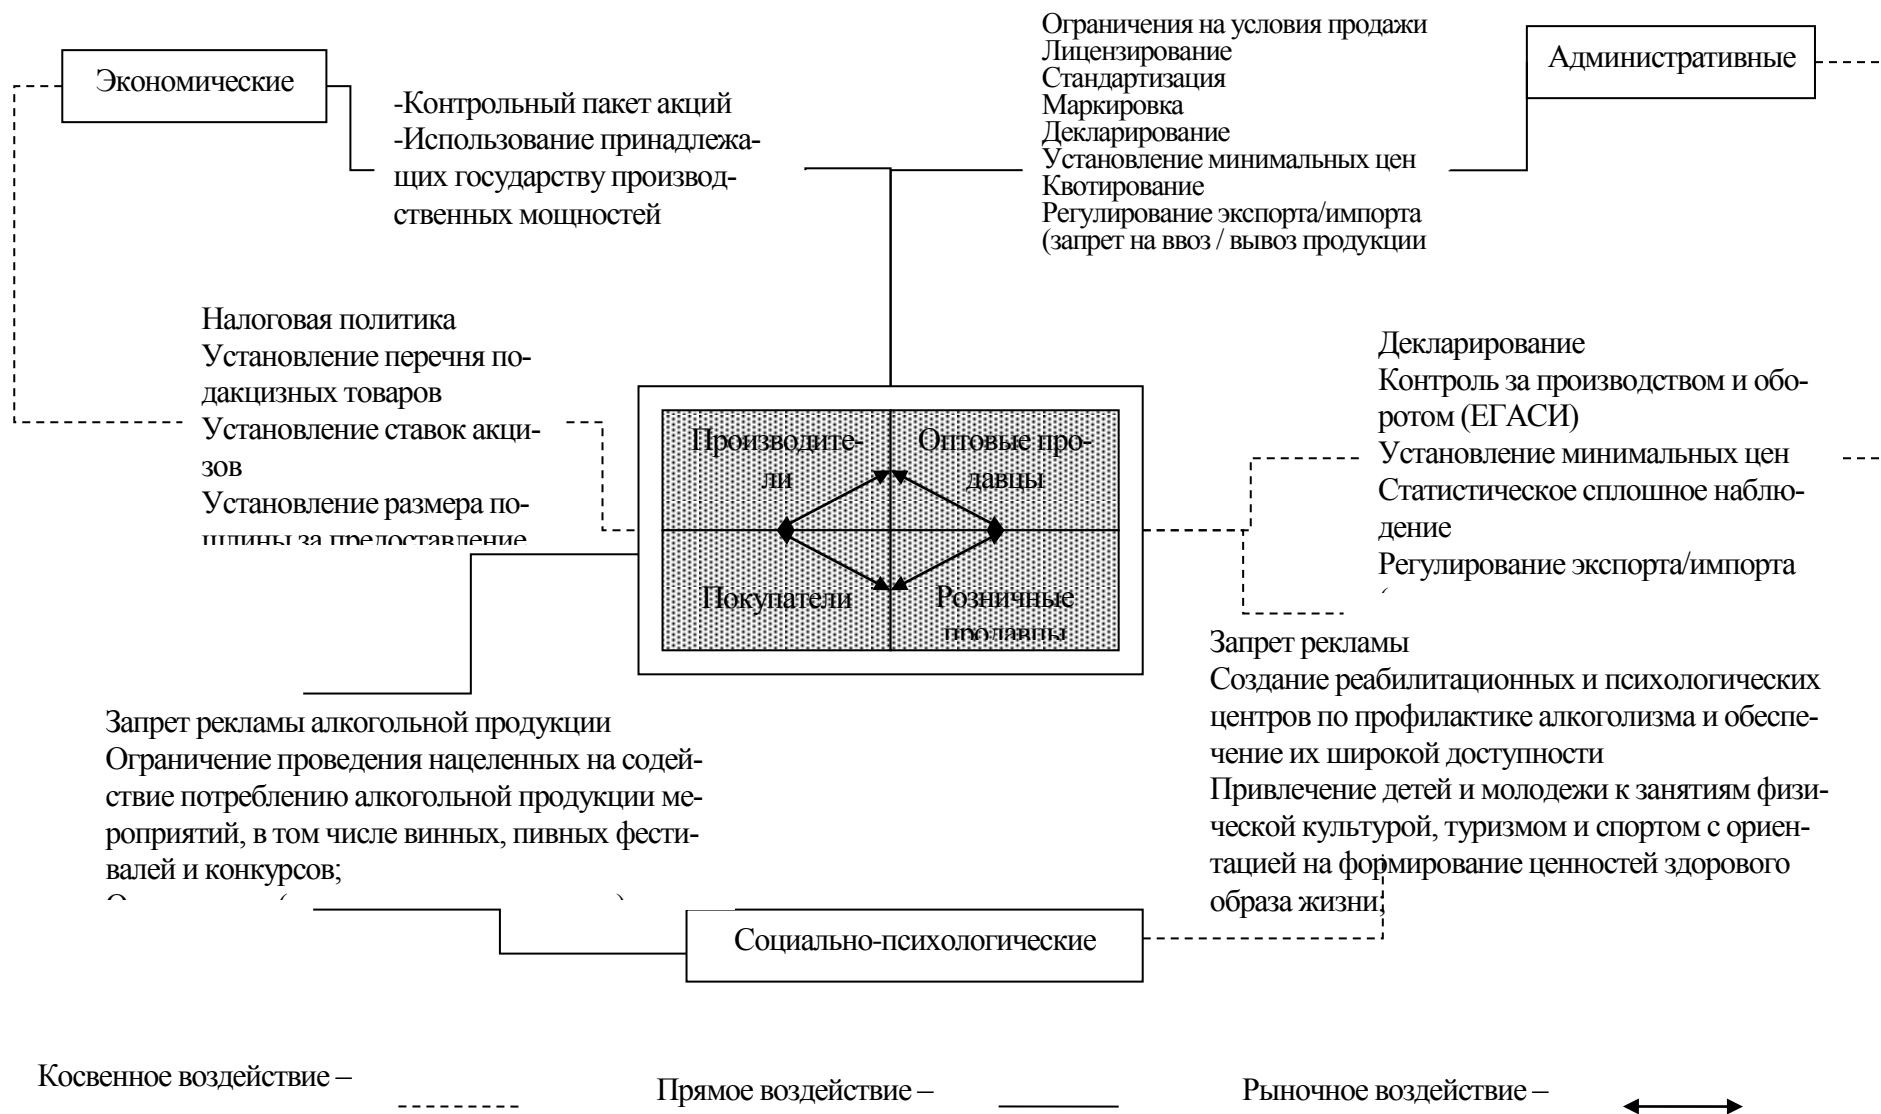 Экономические
-Контрольный пакет акций
-Использование принадлежа-
щих государству производ-
ственных мощностей
Ограничения на условия продажи
Лицензирование
Стандартизация
Маркировка
Декларирование
Установление минимальных цен
Квотирование
Регулирование экспорта/импорта
(запрет на ввоз / вывоз продукции
Административные
Налоговая политика
Установление перечня по-
дакцизных товаров
Установление ставок акци-
зов
Установление размера по-
шлины за предоставление
Производите-
ли
Оптовые про-
давцы
Покупатели
Розничные
продавцы
Декларирование
Контроль за производством и обо-
ротом (ЕГАСИ)
Установление минимальных цен
Статистическое сплошное наблю-
дение
Регулирование экспорта/импорта
Запрет рекламы алкогольной продукции
Ограничение проведения нацеленных на содей-
ствие потреблению алкогольной продукции ме-
роприятий, в том числе винных, пивных фести-
валей и конкурсов;
Запрет рекламы
Создание реабилитационных и психологических
центров по профилактике алкоголизма и обеспе-
чение их широкой доступности
Привлечение детей и молодежи к занятиям физи-
ческой культурой, туризмом и спортом с ориен-
тацией на формирование ценностей здорового
образа жизни;
Социально-психологические
Косвенное воздействие –
Прямое воздействие –
Рыночное воздействие –